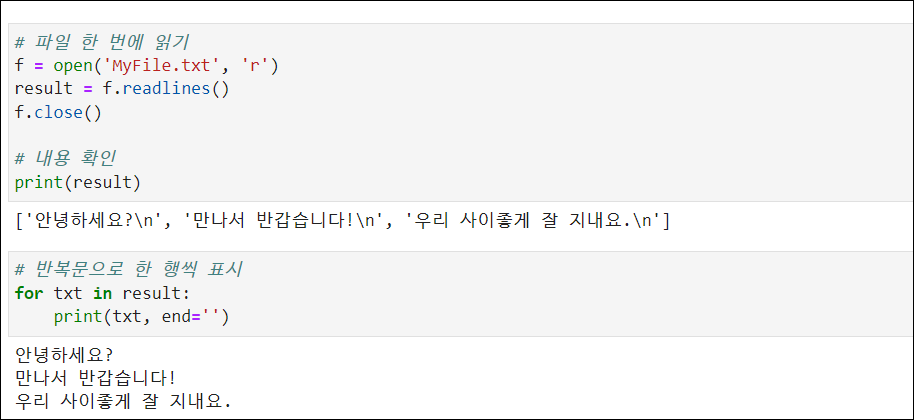 # 파일 한 번에 읽기
f = open('MyFile.txt', 'r')
result = f.readlines()
f.close()
# 내용 확인
print(result)
['안녕하세요?\n', '만나서 반갑습니다!\n', '우리 사이좋게 잘 지내요.\n']
# 반복문으로 한 행씩 표시
for txt in result:
    print(txt, end='')
안녕하세요?
만나서 반갑습니다!
우리 사이좋게 잘 지내요.